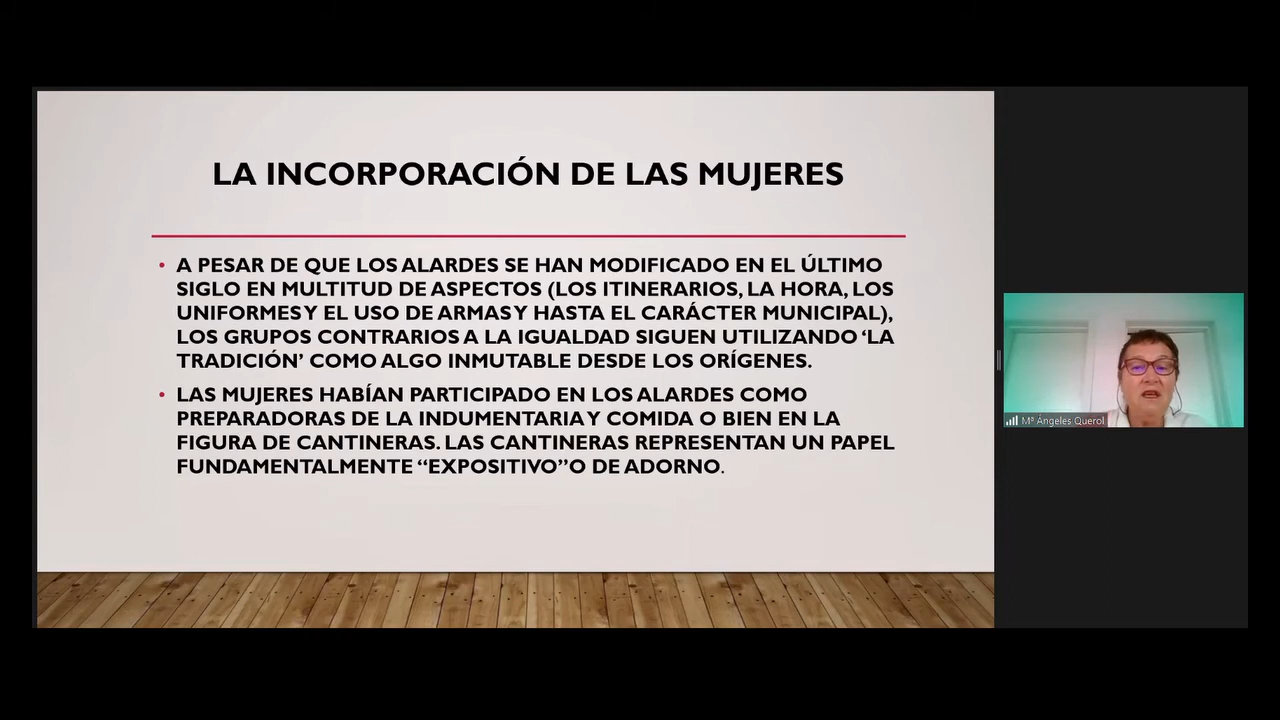 LA INCORPORACIÓN DE LAS MUJERES
• A PESAR DE QUE LOS ALARDES SE HAN MODIFICADO EN EL ÚLTIMO
SIGLO EN MULTITUD DE ASPECTOS (LOS ITINERARIOS, LA HORA, LOS
UNIFORMES Y EL USO DE ARMAS Y HASTA EL CARÁCTER MUNICIPAL),
LOS GRUPOS CONTRARIOS A LA IGUALDAD SIGUEN UTILIZANDO ‘LA
TRADICIÓN’ COMO ALGO INMUTABLE DESDE LOS ORÍGENES.
• LAS MUJERES HABÍAN PARTICIPADO EN LOS ALARDES COMO
PREPARADORAS DE LA INDUMENTARIA Y COMIDA O BIEN EN LA
FIGURA DE CANTINERAS. LAS CANTINERAS REPRESENTAN UN PAPEL
FUNDAMENTALMENTE “EXPOSITIVO”O DE ADORNO.
Mª Ángeles Querol